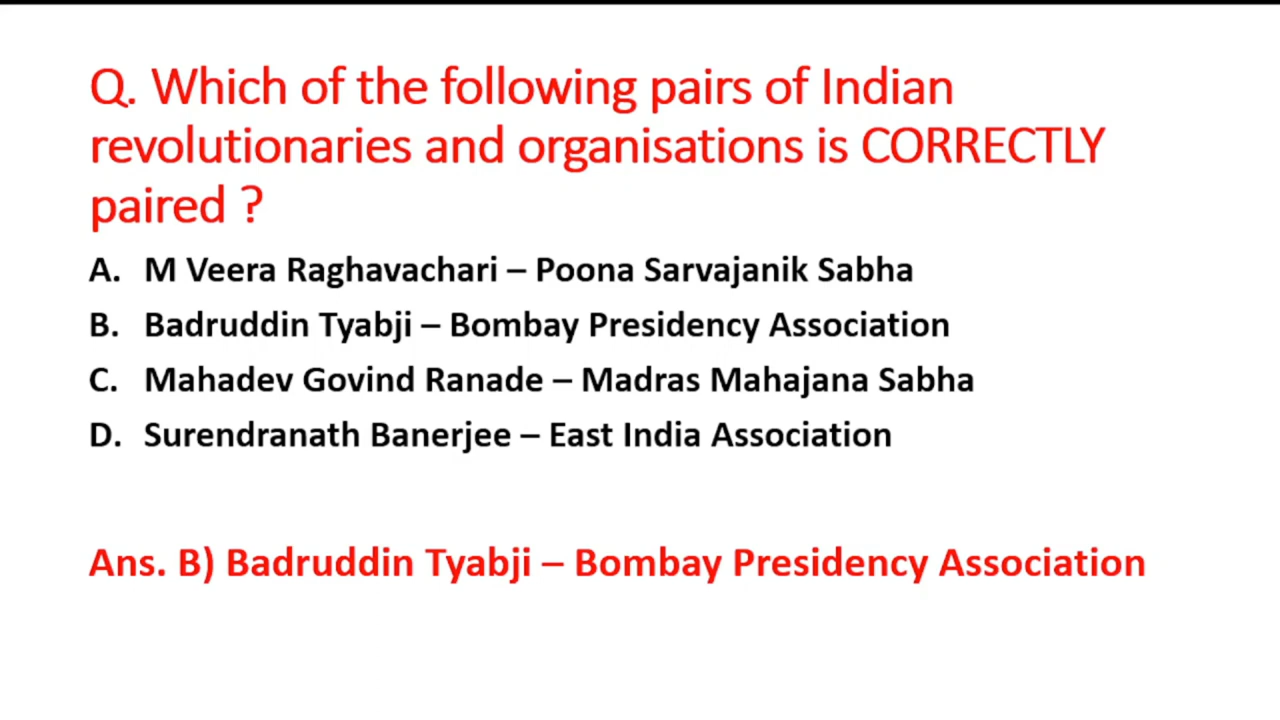 Q. Which of the following pairs of Indian
revolutionaries and organisations is CORRECTLY
paired ?
A. M Veera Raghavachari – Poona Sarvajanik Sabha
B. Badruddin Tyabji – Bombay Presidency Association
C. Mahadev Govind Ranade – Madras Mahajana Sabha
D. Surendranath Banerjee – East India Association
Ans. B) Badruddin Tyabji – Bombay Presidency Association